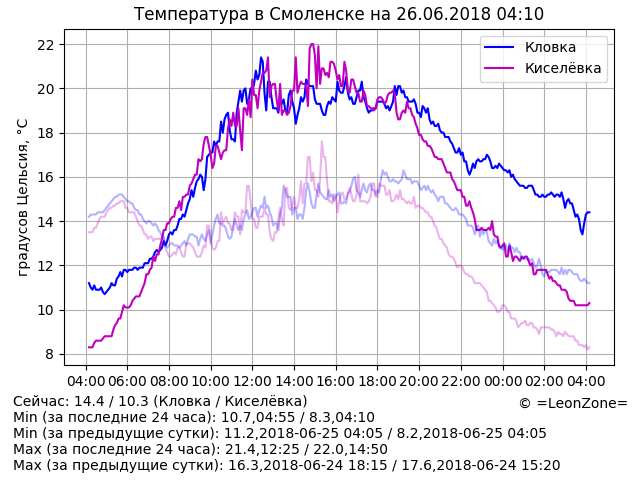 Температура в Смоленске на 26.06.2018 04:10
22
20
18
16
14
12
10
8
градусов Цельсия, °C
Кловка
Киселёвка
04:00 06:00 08:00 10:00 12:00 14:00 16:00 18:00 20:00 22:00 00:00 02:00 04:00
Сейчас: 14.4 / 10.3 (Кловка / Киселёвка)
© =LeonZone=
Min (за последние 24 часа): 10.7,04:55 / 8.3,04:10
Min (за предыдущие сутки): 11.2,2018-06-25 04:05 / 8.2,2018-06-25 04:05
Max (за последние 24 часа): 21.4,12:25 / 22.0,14:50
Max (за предыдущие сутки): 16.3,2018-06-24 18:15 / 17.6,2018-06-24 15:20